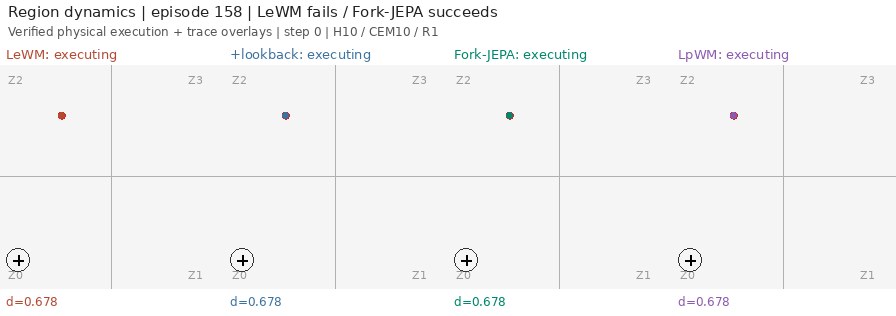 Region dynamics | episode 158 | LeWM fails / Fork-JEPA succeeds
Verified physical execution + trace overlays | step 0 | H10 / CEM10 / R1
LeWM: executing +lookback: executing Fork-JEPA: executing LpWM: executing
Z2 Z3 Z2 Z3 Z2 Z3 Z2 Z3
Z0 Z1 Z0 Z1 Z0 Z1 Z0 Z1
d=0.678 d=0.678 d=0.678 d=0.678